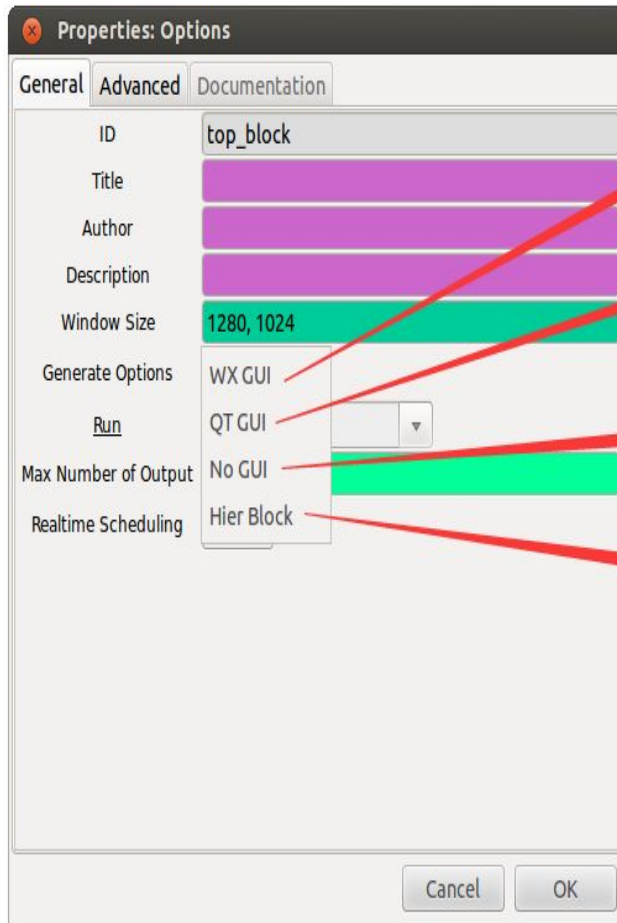 Properties: Options
General Advanced Documentation
ID top_block
Title
Author
Description
Window Size 1280, 1024
Generate Options WX GUI
Run QT GUI
Max Number of Output No GUI
Realtime Scheduling Hier Block
Cancel OK